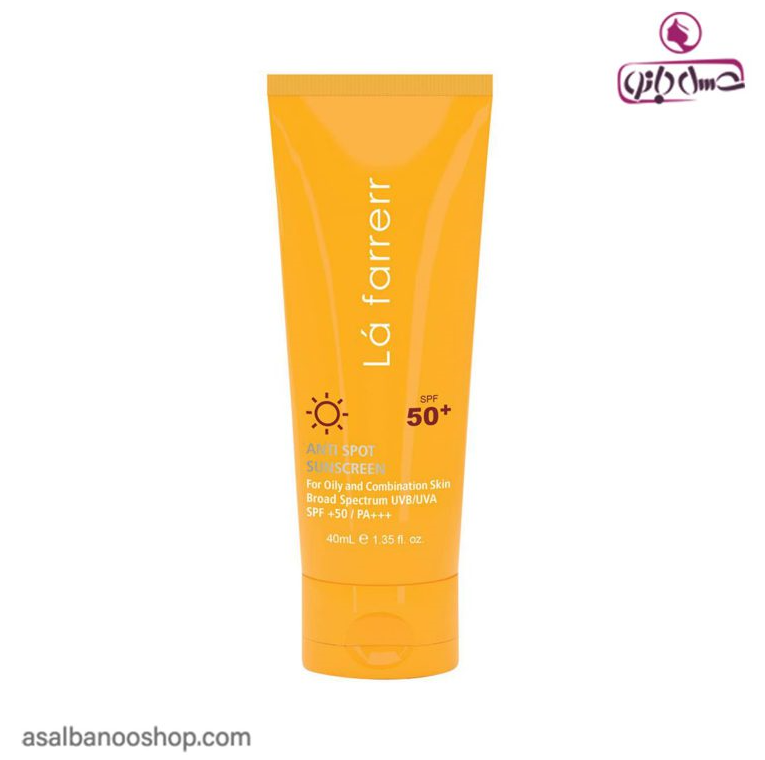 عسل بانو
Lá farrerr
SPF
50+
ANTI SPOT
SUNSCREEN
For Oily and Combination Skin
Broad Spectrum UVB/UVA
SPF +50 / PA+++
40mL ℮ 1.35 fl. oz.
asalbanooshop.com